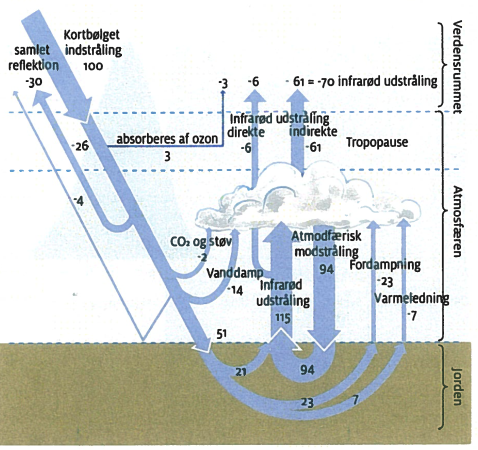 Kortbølget
indstråling
100
samlet
reflektion
-30
-3
-6
- 61 = -70 infrarød udstråling
Verdensrummet
-26
absorberes af ozon
3
Infrarød udstråling
direkte
indirekte
-6
-61
Tropopause
-4
Atmosfæren
CO₂ og støv
-2
Vanddamp
-14
Infrarød
udstråling
115
Atmodfærisk
modstråling
94
Fordampning
-23
Varmeledning
-7
51
21
94
23
7
Jorden